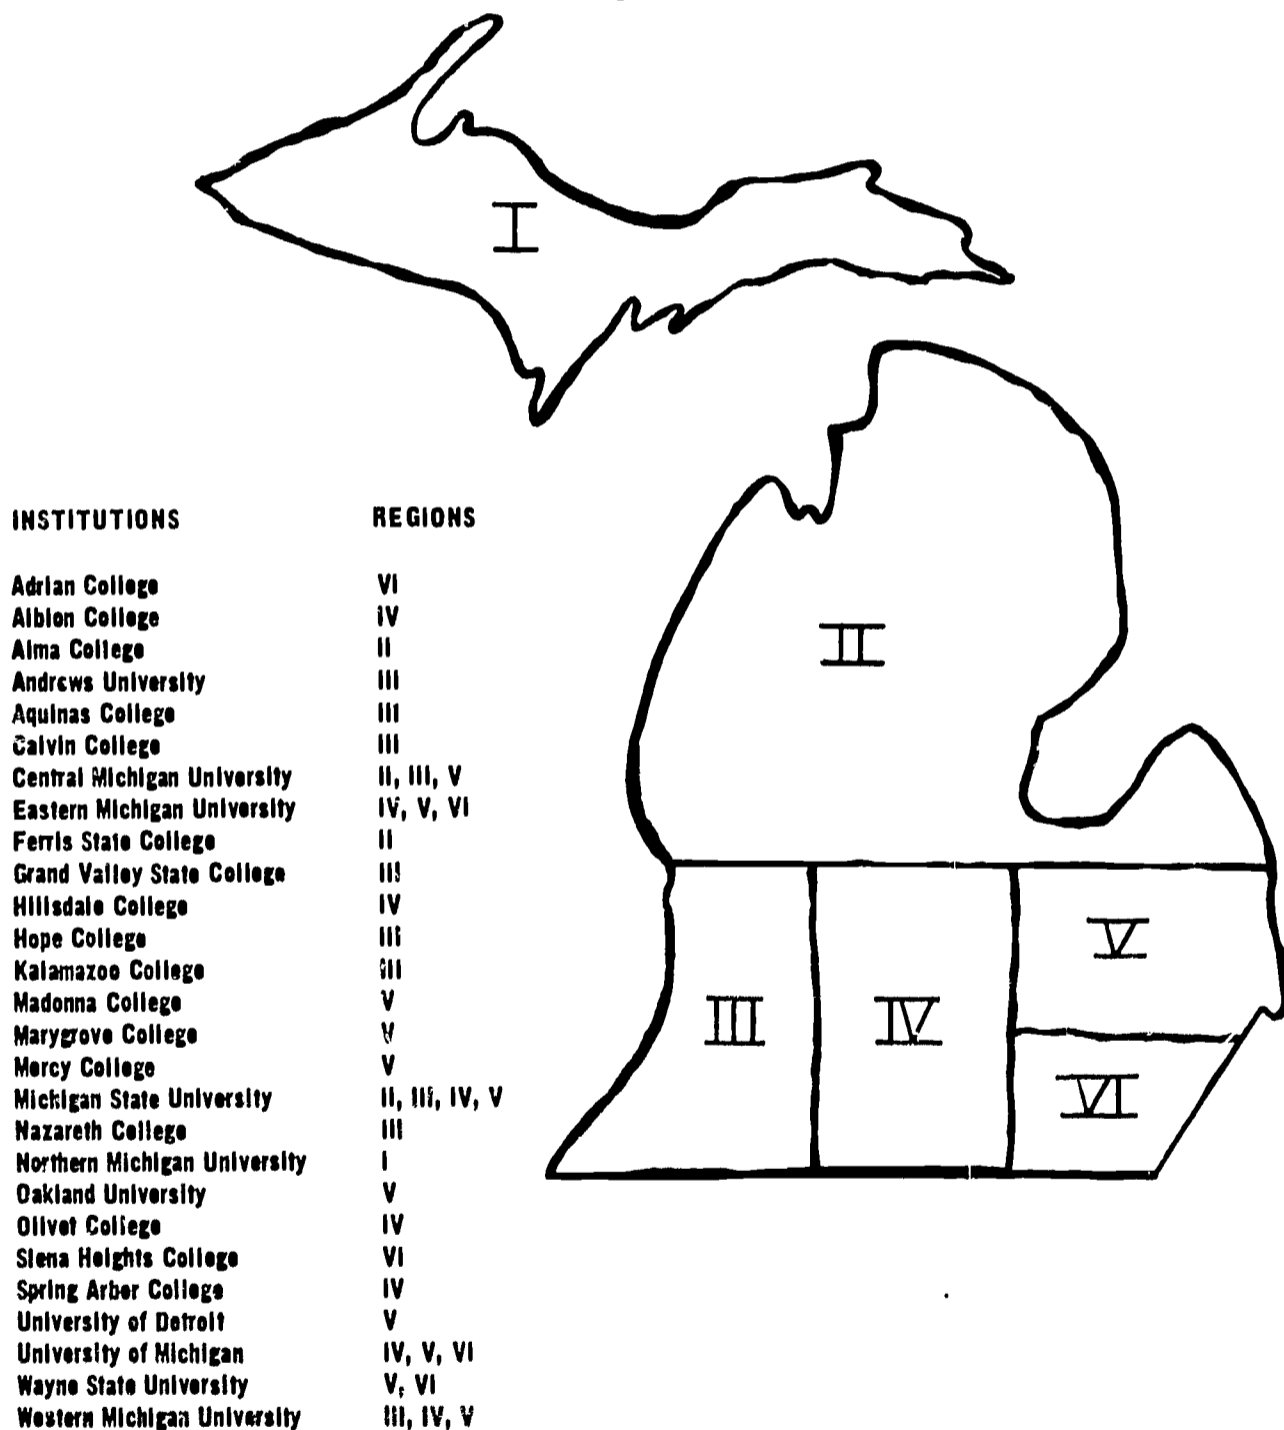 I
II
INSTITUTIONS REGIONS
Adrian College VI
Albion College IV
Alma College II
Andrews University III
Aquinas College III
Calvin College III
Central Michigan University II, III, V
Eastern Michigan University IV, V, VI
Ferris State College II
Grand Valley State College III
Hillsdale College IV
Hope College III
Kalamazoo College III
Madonna College V
Marygrove College V
Mercy College V
Michigan State University II, III, IV, V
Nazareth College III
Northern Michigan University I
Oakland University V
Olivet College IV
Siena Heights College VI
Spring Arbor College IV
University of Detroit V
University of Michigan IV, V, VI
Wayne State University V, VI
Western Michigan University III, IV, V
III
IV
V
VI